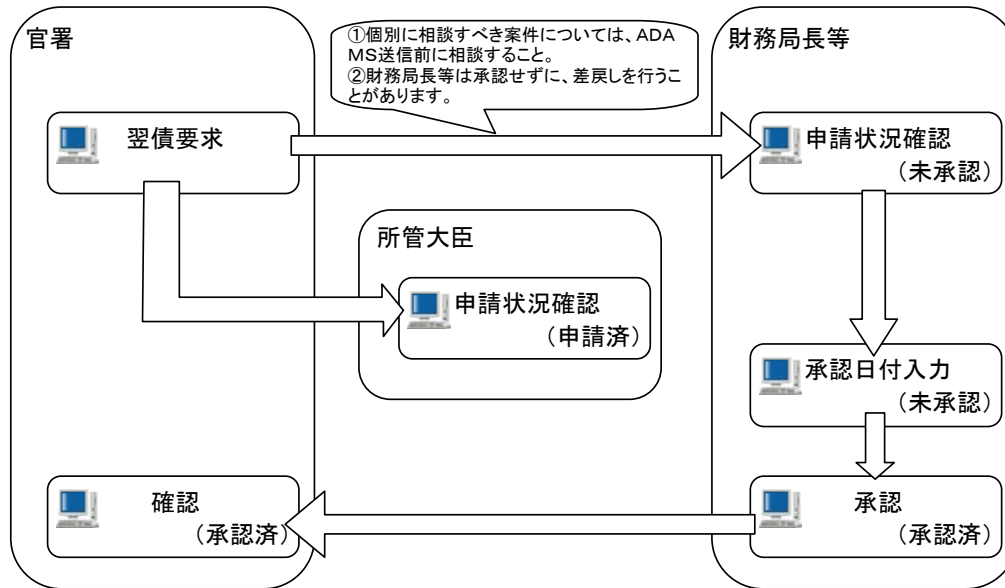 官署
①個別に相談すべき案件については、ADA
MS送信前に相談すること。
②財務局長等は承認せずに、差戻しを行うこ
とがあります。
財務局長等
翌債要求
申請状況確認
（未承認）
所管大臣
申請状況確認
（申請済）
承認日付入力
（未承認）
確認
（承認済）
承認
（承認済）